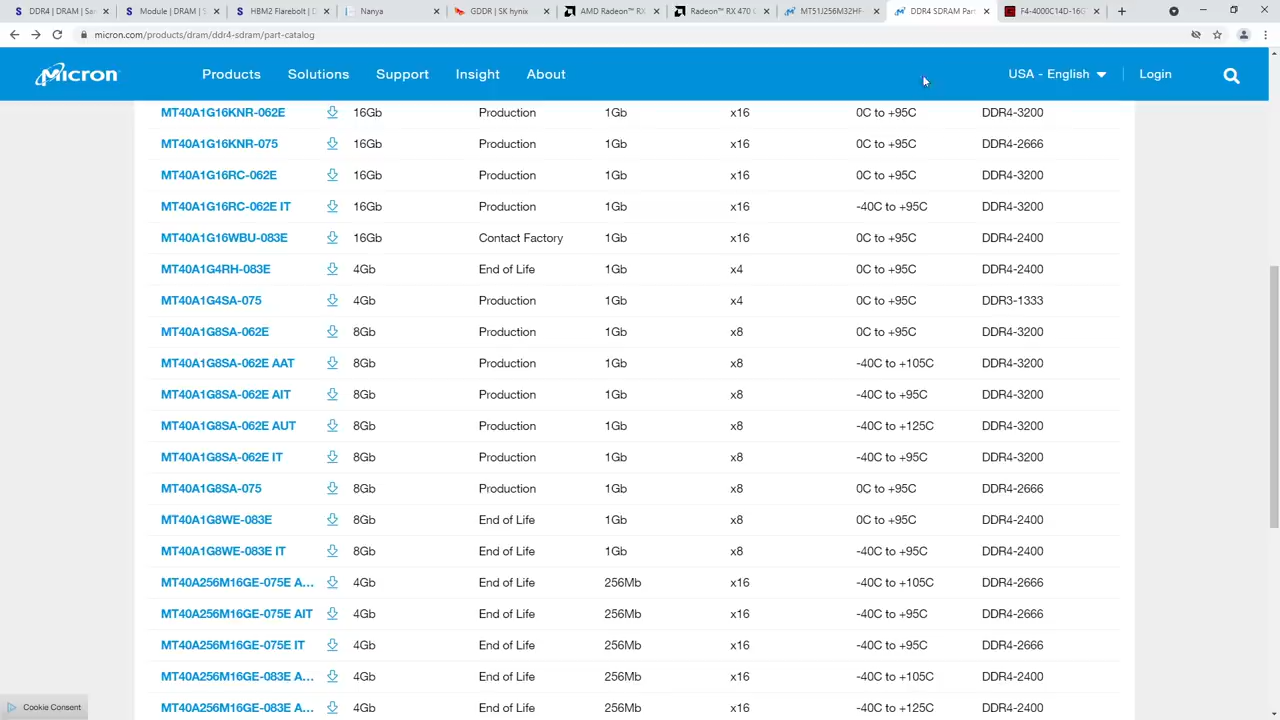 DDR4 | DRAM | Sa
Module | DRAM | S
HBM2 Flarebolt | D
Nanya
GDDR | SK hynix
AMD Radeon™ RX
Radeon™ RX 470 G
MT51J256M32HF-
DDR4 SDRAM Par
F4-4000C14D-16G
micron.com/products/dram/ddr4-sdram/part-catalog
Micron Products Solutions Support Insight About USA - English Login
MT40A1G16KNR-062E 16Gb Production 1Gb x16 0C to +95C DDR4-3200
MT40A1G16KNR-075 16Gb Production 1Gb x16 0C to +95C DDR4-2666
MT40A1G16RC-062E 16Gb Production 1Gb x16 0C to +95C DDR4-3200
MT40A1G16RC-062E IT 16Gb Production 1Gb x16 -40C to +95C DDR4-3200
MT40A1G16WBU-083E 16Gb Contact Factory 1Gb x16 0C to +95C DDR4-2400
MT40A1G4RH-083E 4Gb End of Life 1Gb x4 0C to +95C DDR4-2400
MT40A1G4SA-075 4Gb Production 1Gb x4 0C to +95C DDR3-1333
MT40A1G8SA-062E 8Gb Production 1Gb x8 0C to +95C DDR4-3200
MT40A1G8SA-062E AAT 8Gb Production 1Gb x8 -40C to +105C DDR4-3200
MT40A1G8SA-062E AIT 8Gb Production 1Gb x8 -40C to +95C DDR4-3200
MT40A1G8SA-062E AUT 8Gb Production 1Gb x8 -40C to +125C DDR4-3200
MT40A1G8SA-062E IT 8Gb Production 1Gb x8 -40C to +95C DDR4-3200
MT40A1G8SA-075 8Gb Production 1Gb x8 0C to +95C DDR4-2666
MT40A1G8WE-083E 8Gb End of Life 1Gb x8 0C to +95C DDR4-2400
MT40A1G8WE-083E IT 8Gb End of Life 1Gb x8 -40C to +95C DDR4-2400
MT40A256M16GE-075E A... 4Gb End of Life 256Mb x16 -40C to +105C DDR4-2666
MT40A256M16GE-075E AIT 4Gb End of Life 256Mb x16 -40C to +95C DDR4-2666
MT40A256M16GE-075E IT 4Gb End of Life 256Mb x16 -40C to +95C DDR4-2666
MT40A256M16GE-083E A... 4Gb End of Life 256Mb x16 -40C to +105C DDR4-2400
MT40A256M16GE-083E A... 4Gb End of Life 256Mb x16 -40C to +125C DDR4-2400
Cookie Consent